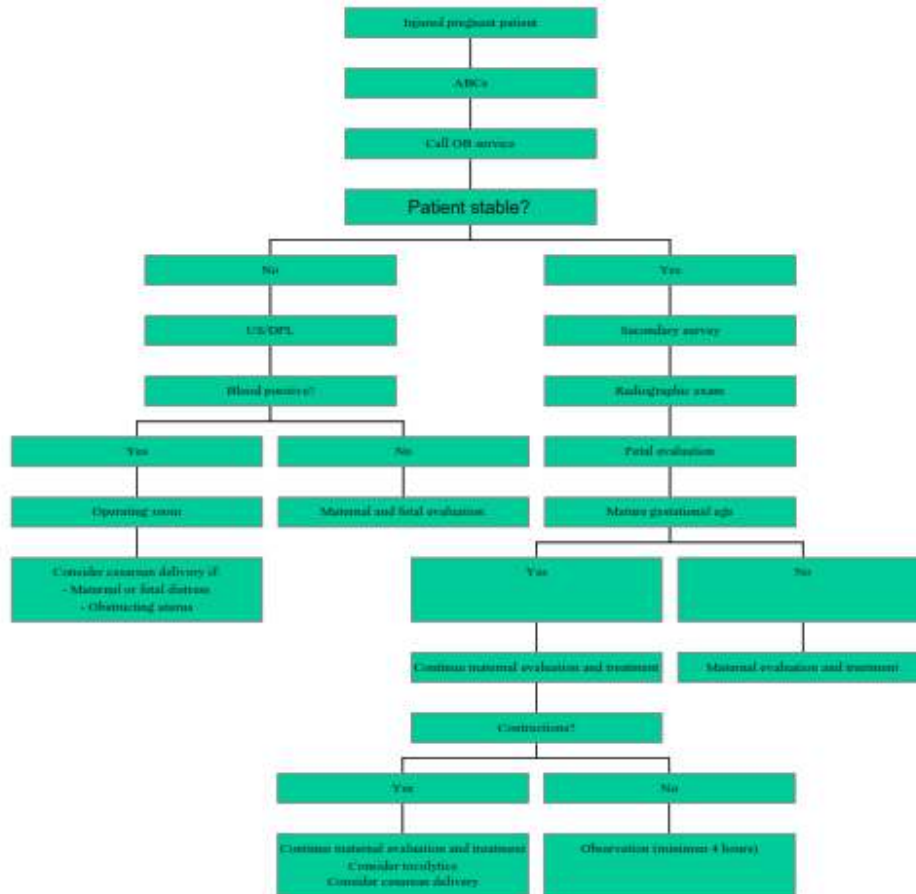 Injured pregnant patient
ABCs
Call OB service
Patient stable?
No
Yes
US/DPL
Secondary survey
Blood positive?
Radiographic exam
Yes
No
Fetal evaluation
Operating room
Maternal and fetal evaluation
Mature gestational age
Consider cesarean delivery if:
- Maternal or fetal distress
- Obstructing uterus
Yes
No
Continue maternal evaluation and treatment
Maternal evaluation and treatment
Contractions?
Yes
No
Continue maternal evaluation and treatment
Consider tocolytics
Consider cesarean delivery
Observation (minimum 4 hours)